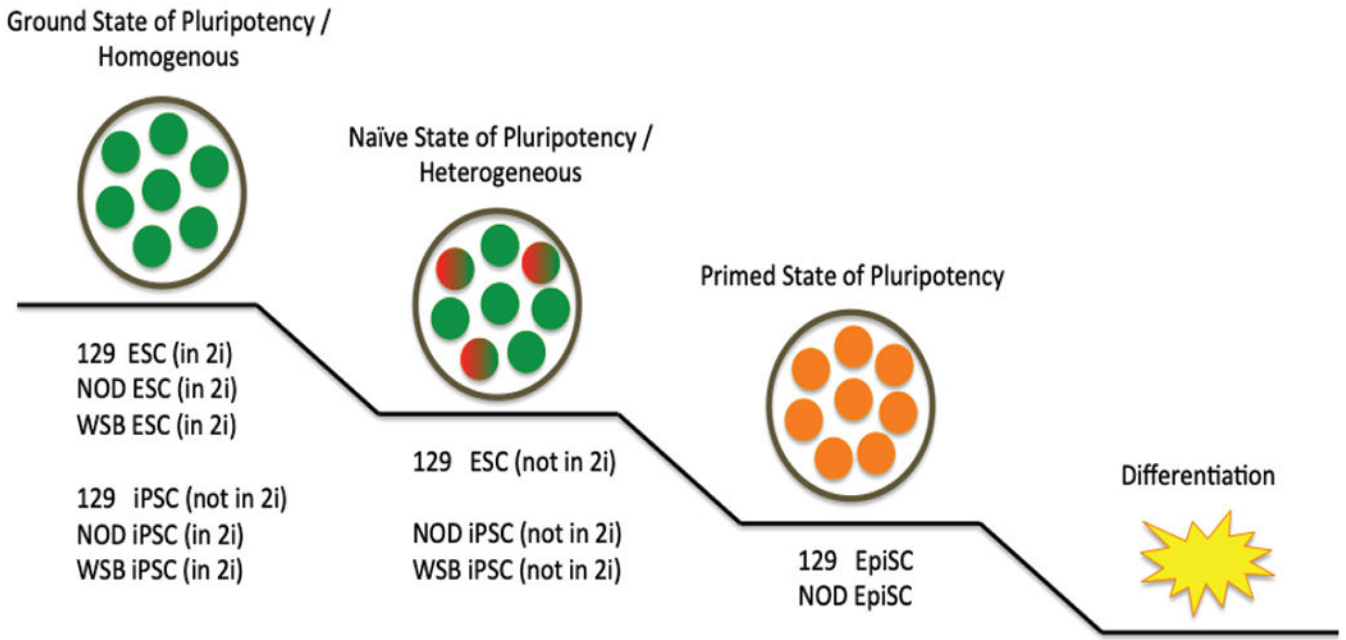 Ground State of Pluripotency /
Homogenous
Naïve State of Pluripotency /
Heterogeneous
Primed State of Pluripotency
Differentiation
129 ESC (in 2i)
NOD ESC (in 2i)
WSB ESC (in 2i)
129 iPSC (not in 2i)
NOD iPSC (in 2i)
WSB iPSC (in 2i)
129 ESC (not in 2i)
NOD iPSC (not in 2i)
WSB iPSC (not in 2i)
129 EpiSC
NOD EpiSC